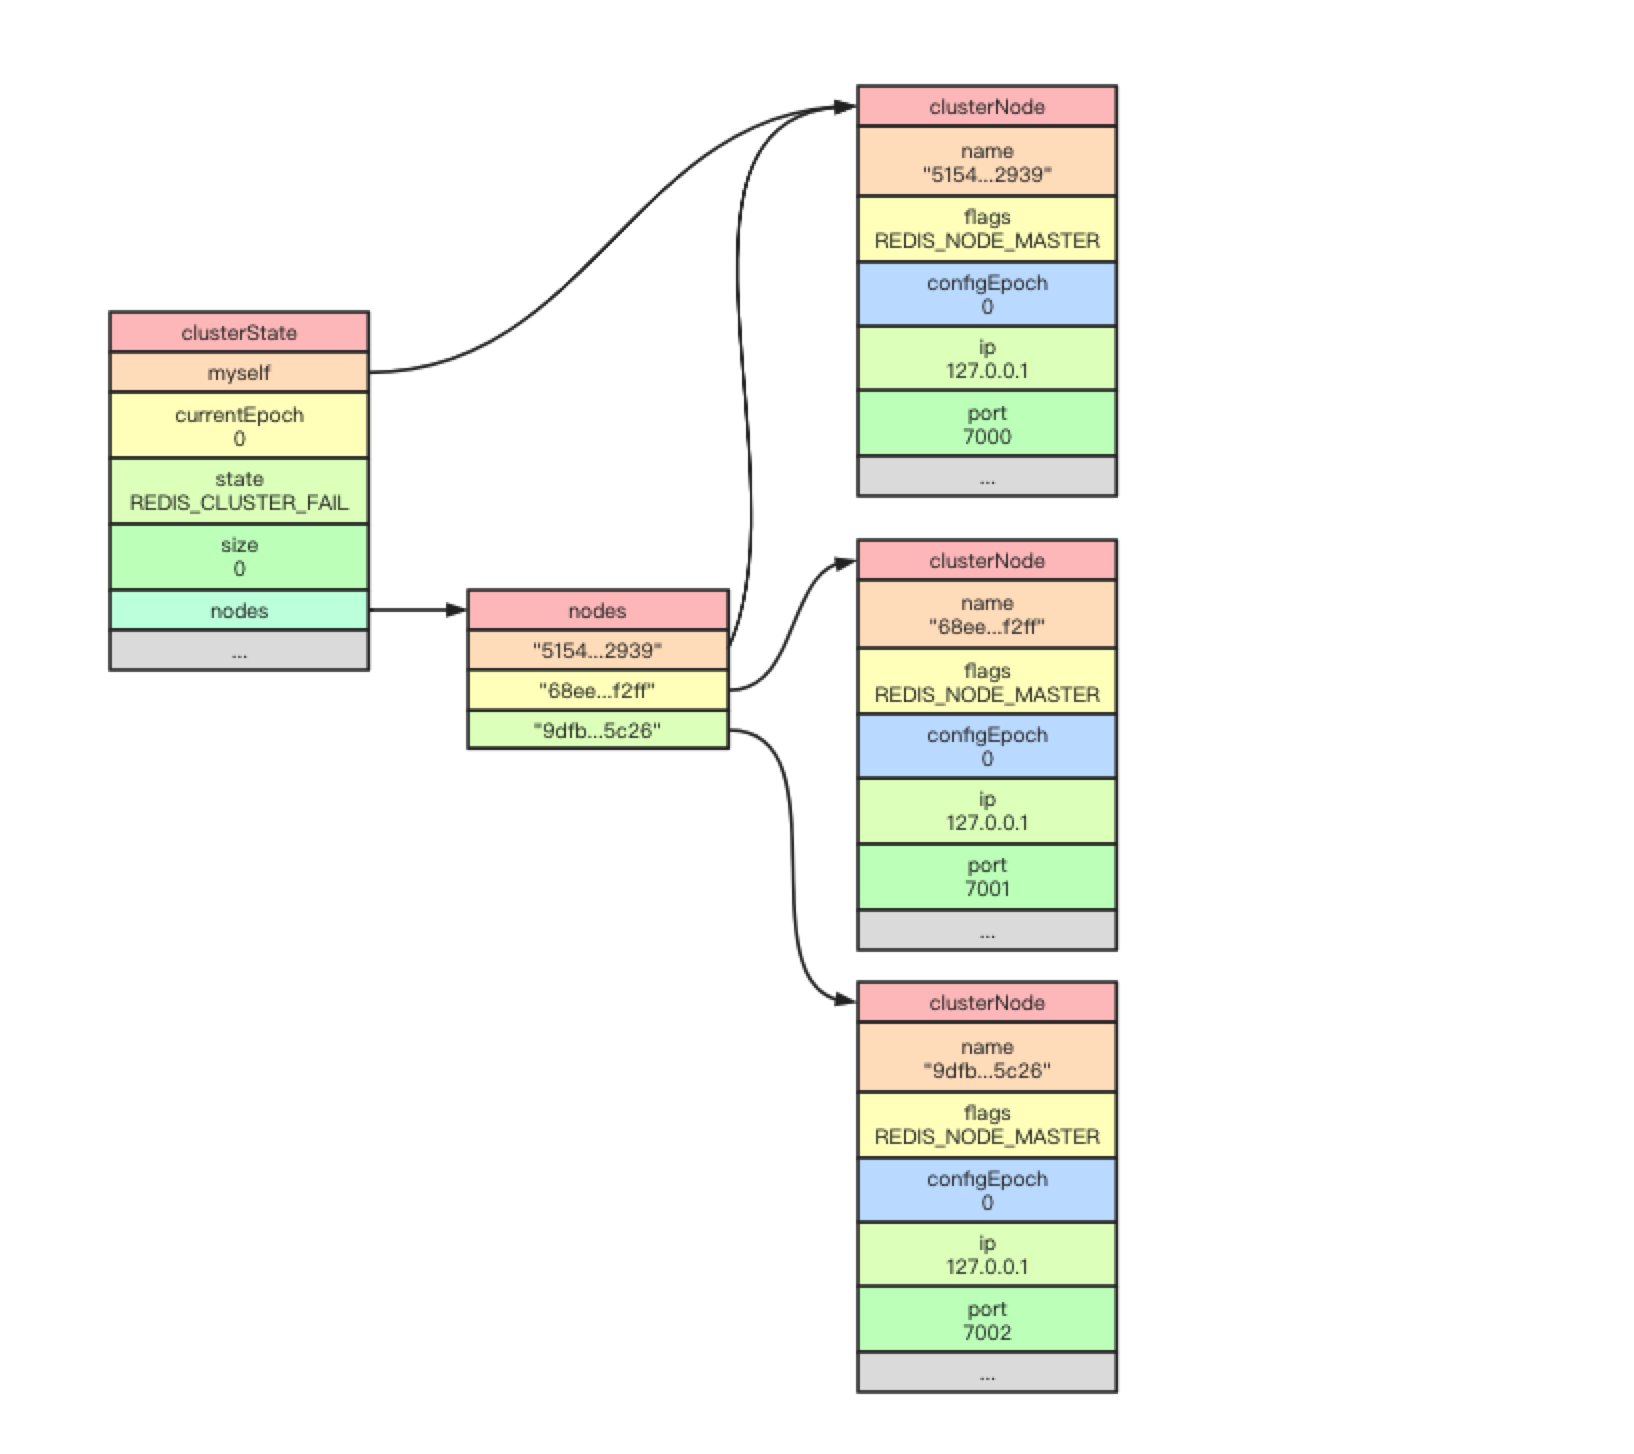 clusterState
myself
currentEpoch
0
state
REDIS_CLUSTER_FAIL
size
0
nodes
...
nodes
"5154...2939"
"68ee...f2ff"
"9dfb...5c26"
clusterNode
name
"5154...2939"
flags
REDIS_NODE_MASTER
configEpoch
0
ip
127.0.0.1
port
7000
...
clusterNode
name
"68ee...f2ff"
flags
REDIS_NODE_MASTER
configEpoch
0
ip
127.0.0.1
port
7001
...
clusterNode
name
"9dfb...5c26"
flags
REDIS_NODE_MASTER
configEpoch
0
ip
127.0.0.1
port
7002
...